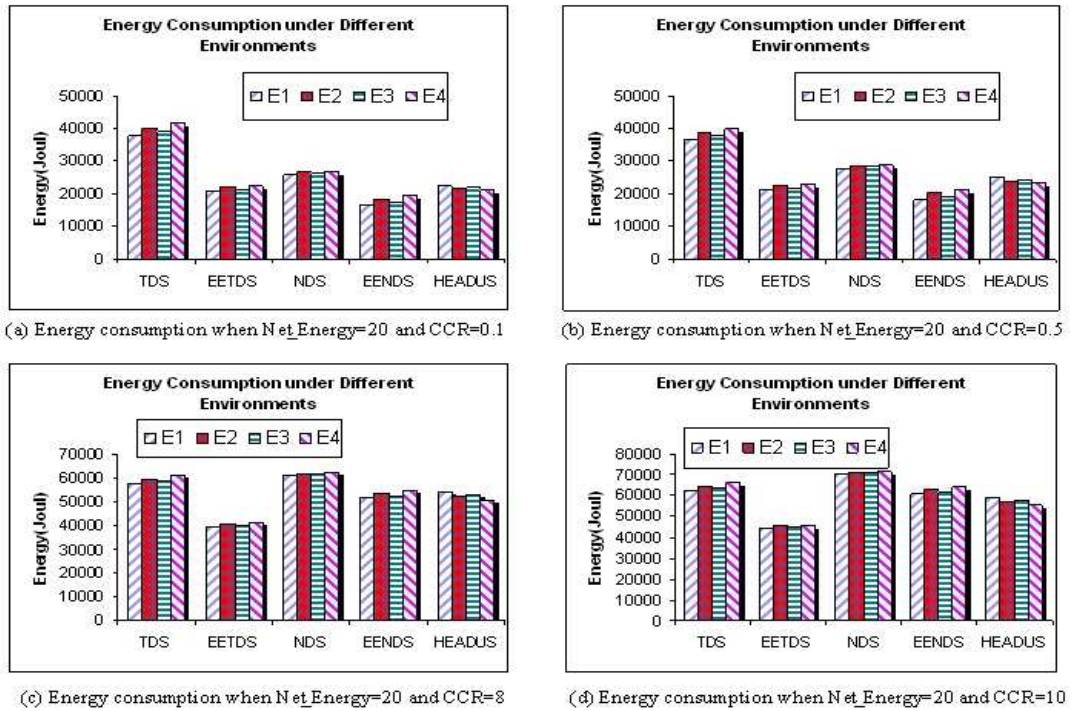 Energy Consumption under Different
Environments
E1 E2 E3 E4
50000
40000
30000
20000
10000
0
Energy(Joul)
TDS EETDS NDS EENDS HEADUS
(a) Energy consumption when Net_Energy=20 and CCR=0.1
Energy Consumption under Different
Environments
E1 E2 E3 E4
50000
40000
30000
20000
10000
0
Energy(Joul)
TDS EETDS NDS EENDS HEADUS
(b) Energy consumption when Net_Energy=20 and CCR=0.5
Energy Consumption under Different
Environments
E1 E2 E3 E4
70000
60000
50000
40000
30000
20000
10000
0
Energy(Joul)
TDS EETDS NDS EENDS HEADUS
(c) Energy consumption when Net_Energy=20 and CCR=8
Energy Consumption under Different
Environments
E1 E2 E3 E4
80000
70000
60000
50000
40000
30000
20000
10000
0
Energy(Joul)
TDS EETDS NDS EENDS HEADUS
(d) Energy consumption when Net_Energy=20 and CCR=10